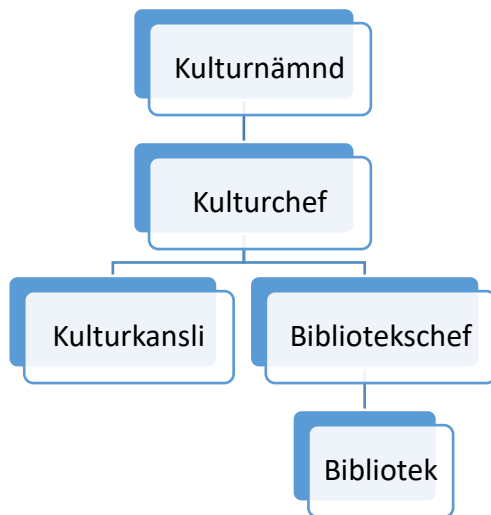 Kulturnämnd
Kulturchef
Kulturkansli
Bibliotekschef
Bibliotek